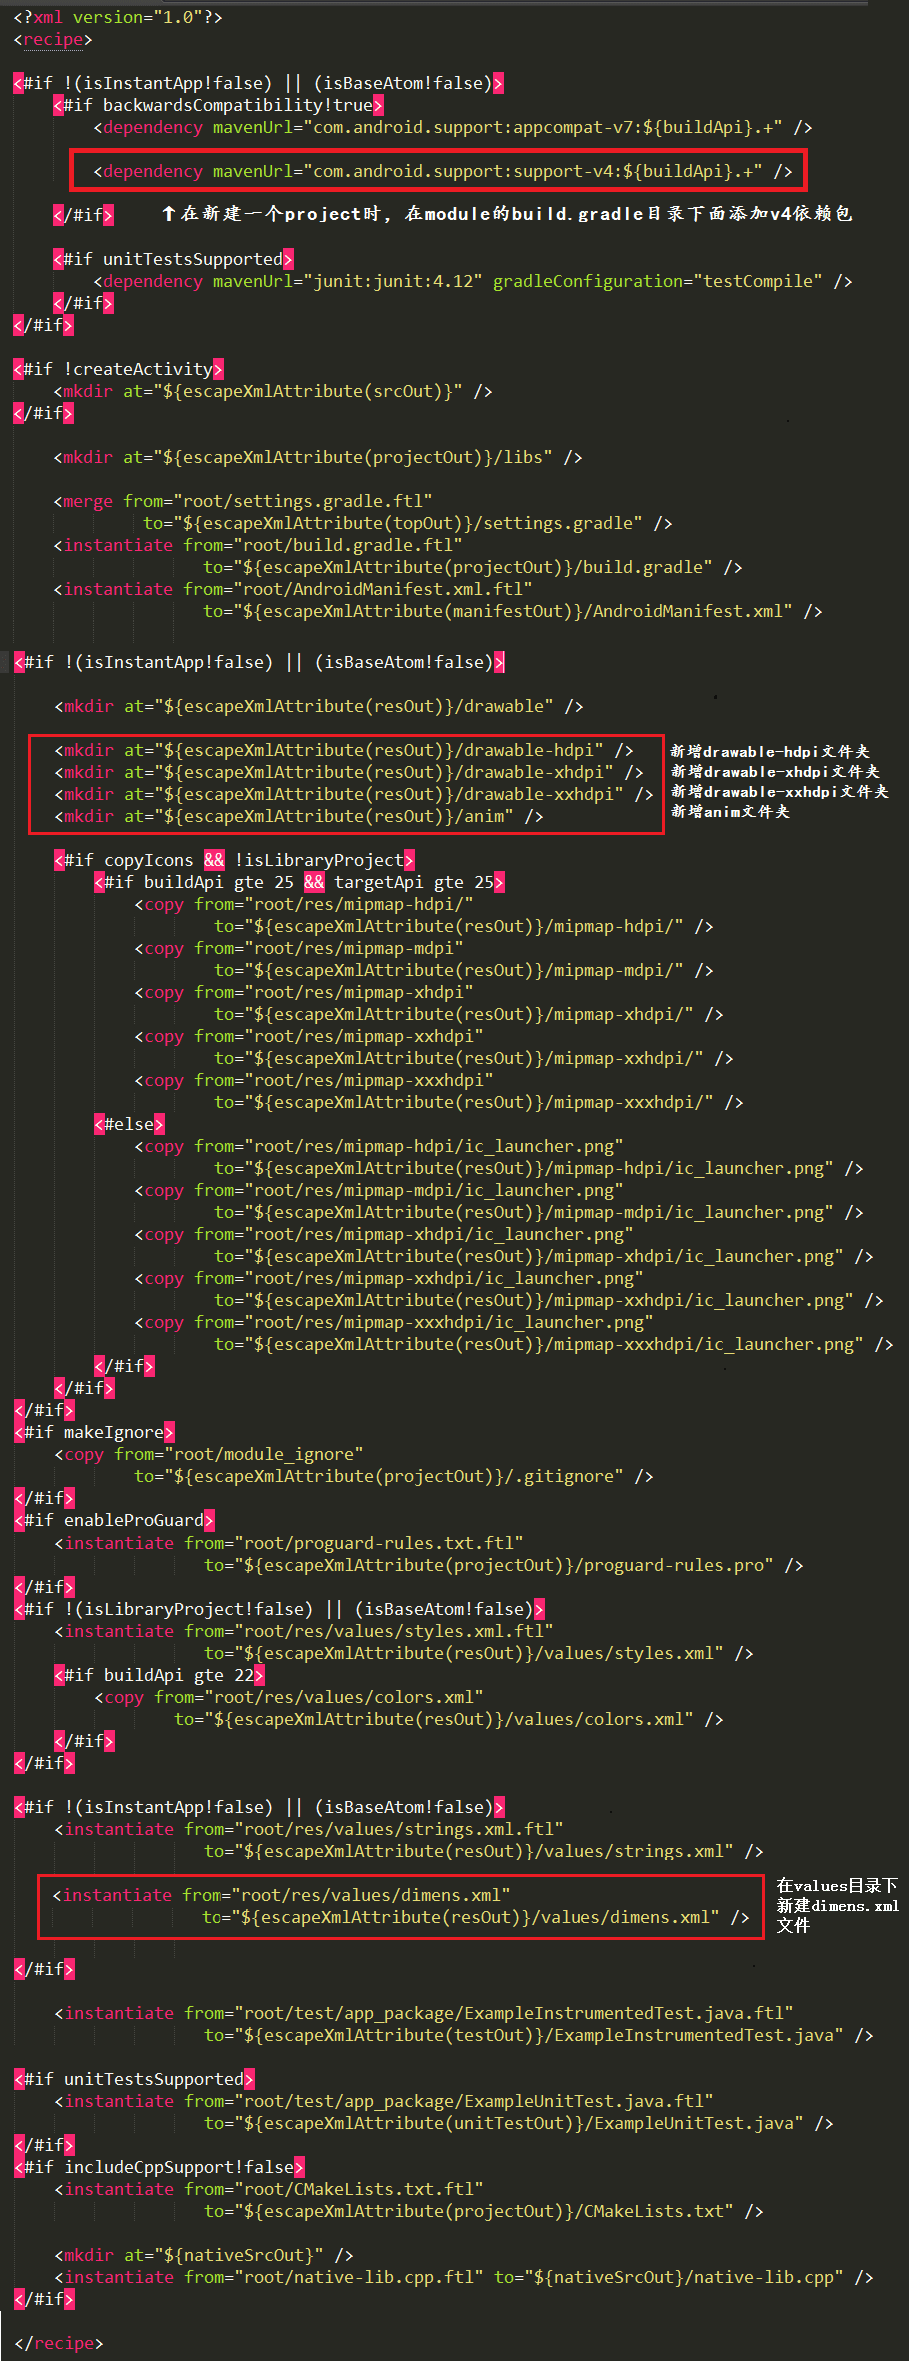 <?xml version="1.0"?>
<recipe>
<#if !(isInstantApp!false) || (isBaseAtom!false)>
<#if backwardsCompatibility!true>
<dependency mavenUrl="com.android.support:appcompat-v7:${buildApi}.+" />
<dependency mavenUrl="com.android.support:support-v4:${buildApi}.+" />
</#if> ↑在新建一个project时，在module的build.gradle目录下面添加v4依赖包
<#if unitTestsSupported>
<dependency mavenUrl="junit:junit:4.12" gradleConfiguration="testCompile" />
</#if>
</#if>
<#if !createActivity>
<mkdir at="${escapeXmlAttribute(srcOut)}" />
</#if>
<mkdir at="${escapeXmlAttribute(projectOut)}/libs" />
<merge from="root/settings.gradle.ftl"
to="${escapeXmlAttribute(topOut)}/settings.gradle" />
<instantiate from="root/build.gradle.ftl"
to="${escapeXmlAttribute(projectOut)}/build.gradle" />
<instantiate from="root/AndroidManifest.xml.ftl"
to="${escapeXmlAttribute(manifestOut)}/AndroidManifest.xml" />
<#if !(isInstantApp!false) || (isBaseAtom!false)>
<mkdir at="${escapeXmlAttribute(resOut)}/drawable" />
<mkdir at="${escapeXmlAttribute(resOut)}/drawable-hdpi" /> 新增drawable-hdpi文件夹
<mkdir at="${escapeXmlAttribute(resOut)}/drawable-xhdpi" /> 新增drawable-xhdpi文件夹
<mkdir at="${escapeXmlAttribute(resOut)}/drawable-xxhdpi" /> 新增drawable-xxhdpi文件夹
<mkdir at="${escapeXmlAttribute(resOut)}/anim" /> 新增anim文件夹
<#if copyIcons && !isLibraryProject>
<#if buildApi gte 25 && targetApi gte 25>
<copy from="root/res/mipmap-hdpi/"
to="${escapeXmlAttribute(resOut)}/mipmap-hdpi/" />
<copy from="root/res/mipmap-mdpi"
to="${escapeXmlAttribute(resOut)}/mipmap-mdpi/" />
<copy from="root/res/mipmap-xhdpi"
to="${escapeXmlAttribute(resOut)}/mipmap-xhdpi/" />
<copy from="root/res/mipmap-xxhdpi"
to="${escapeXmlAttribute(resOut)}/mipmap-xxhdpi/" />
<copy from="root/res/mipmap-xxxhdpi"
to="${escapeXmlAttribute(resOut)}/mipmap-xxxhdpi/" />
<#else>
<copy from="root/res/mipmap-hdpi/ic_launcher.png"
to="${escapeXmlAttribute(resOut)}/mipmap-hdpi/ic_launcher.png" />
<copy from="root/res/mipmap-mdpi/ic_launcher.png"
to="${escapeXmlAttribute(resOut)}/mipmap-mdpi/ic_launcher.png" />
<copy from="root/res/mipmap-xhdpi/ic_launcher.png"
to="${escapeXmlAttribute(resOut)}/mipmap-xhdpi/ic_launcher.png" />
<copy from="root/res/mipmap-xxhdpi/ic_launcher.png"
to="${escapeXmlAttribute(resOut)}/mipmap-xxhdpi/ic_launcher.png" />
<copy from="root/res/mipmap-xxxhdpi/ic_launcher.png"
to="${escapeXmlAttribute(resOut)}/mipmap-xxxhdpi/ic_launcher.png" />
</#if>
</#if>
</#if>
<#if makeIgnore>
<copy from="root/module_ignore"
to="${escapeXmlAttribute(projectOut)}/.gitignore" />
</#if>
<#if enableProGuard>
<instantiate from="root/proguard-rules.txt.ftl"
to="${escapeXmlAttribute(projectOut)}/proguard-rules.pro" />
</#if>
<#if !(isLibraryProject!false) || (isBaseAtom!false)>
<instantiate from="root/res/values/styles.xml.ftl"
to="${escapeXmlAttribute(resOut)}/values/styles.xml" />
<#if buildApi gte 22>
<copy from="root/res/values/colors.xml"
to="${escapeXmlAttribute(resOut)}/values/colors.xml" />
</#if>
</#if>
<#if !(isInstantApp!false) || (isBaseAtom!false)>
<instantiate from="root/res/values/strings.xml.ftl"
to="${escapeXmlAttribute(resOut)}/values/strings.xml" />
<instantiate from="root/res/values/dimens.xml"
to="${escapeXmlAttribute(resOut)}/values/dimens.xml" />
在values目录下
新建dimens.xml
文件
</#if>
<instantiate from="root/test/app_package/ExampleInstrumentedTest.java.ftl"
to="${escapeXmlAttribute(testOut)}/ExampleInstrumentedTest.java" />
<#if unitTestsSupported>
<instantiate from="root/test/app_package/ExampleUnitTest.java.ftl"
to="${escapeXmlAttribute(unitTestOut)}/ExampleUnitTest.java" />
</#if>
<#if includeCppSupport!false>
<instantiate from="root/CMakeLists.txt.ftl"
to="${escapeXmlAttribute(projectOut)}/CMakeLists.txt" />
<mkdir at="${nativeSrcOut}" />
<instantiate from="root/native-lib.cpp.ftl" to="${nativeSrcOut}/native-lib.cpp" />
</#if>
</recipe>